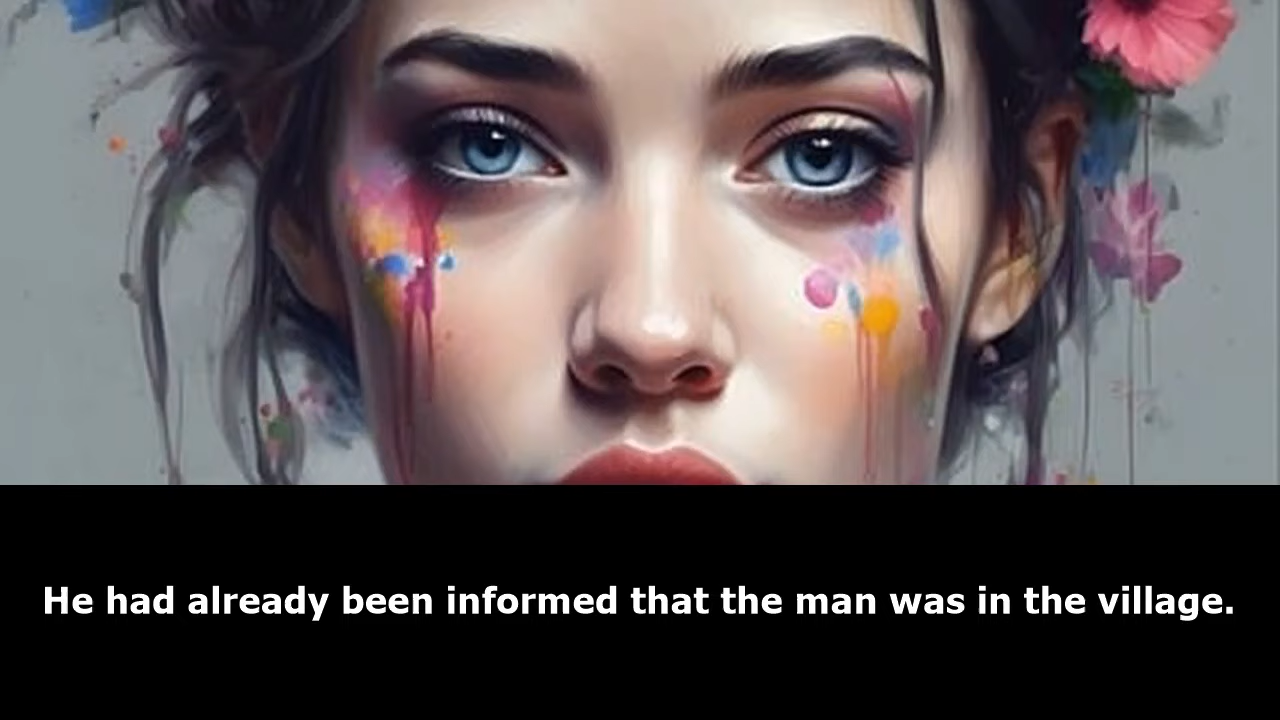 He had already been informed that the man was in the village.